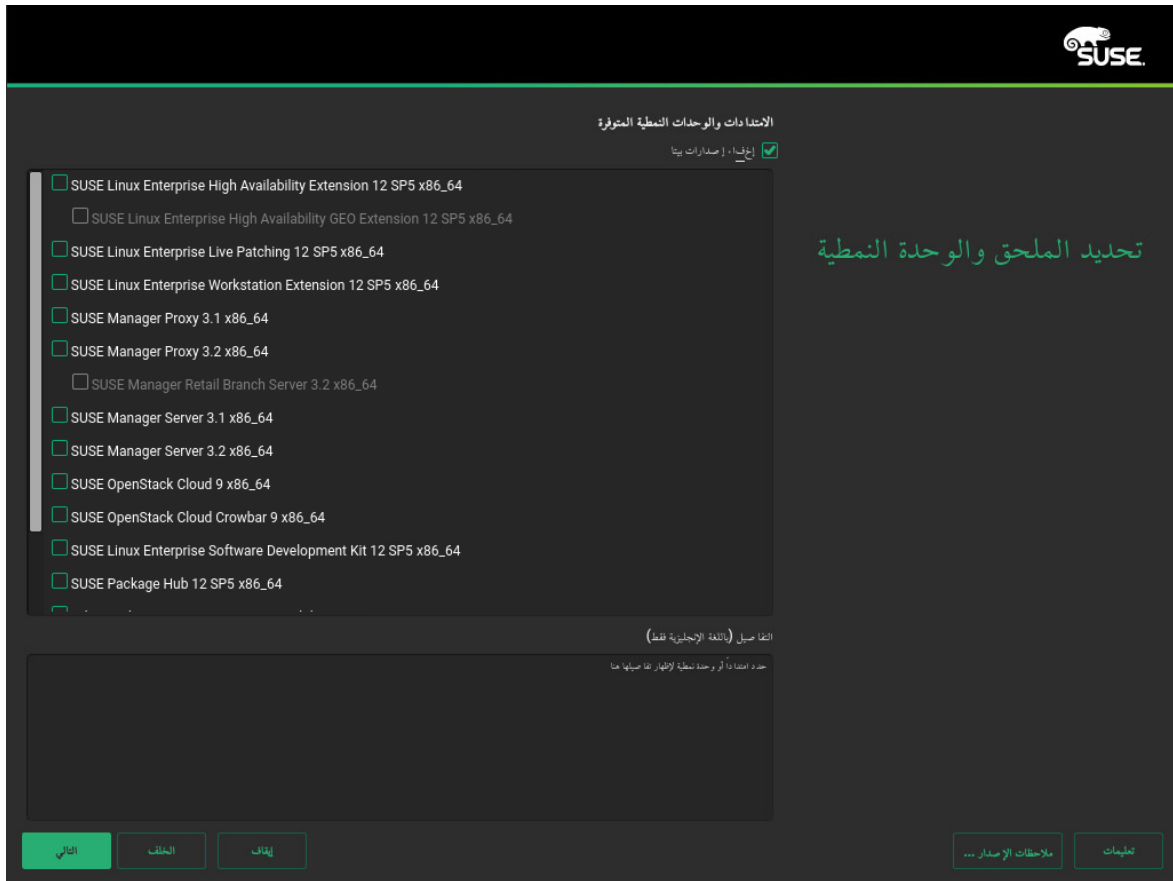 SUSE.
الامتدادات والوحدات النمطية المتوفرة
إخفاء إصدارات بيتا
SUSE Linux Enterprise High Availability Extension 12 SP5 x86_64
SUSE Linux Enterprise High Availability GEO Extension 12 SP5 x86_64
SUSE Linux Enterprise Live Patching 12 SP5 x86_64
SUSE Linux Enterprise Workstation Extension 12 SP5 x86_64
SUSE Manager Proxy 3.1 x86_64
SUSE Manager Proxy 3.2 x86_64
SUSE Manager Retail Branch Server 3.2 x86_64
SUSE Manager Server 3.1 x86_64
SUSE Manager Server 3.2 x86_64
SUSE OpenStack Cloud 9 x86_64
SUSE OpenStack Cloud Crowbar 9 x86_64
SUSE Linux Enterprise Software Development Kit 12 SP5 x86_64
SUSE Package Hub 12 SP5 x86_64
تحديد الملحق والوحدة النمطية
التفاصيل (باللغة الإنجليزية فقط)
حدد امتداداً أو وحدة نمطية لإظهار تفاصيلها هنا
تعليمات
ملاحظات الإصدار ...
إيقاف
الخلف
التالي